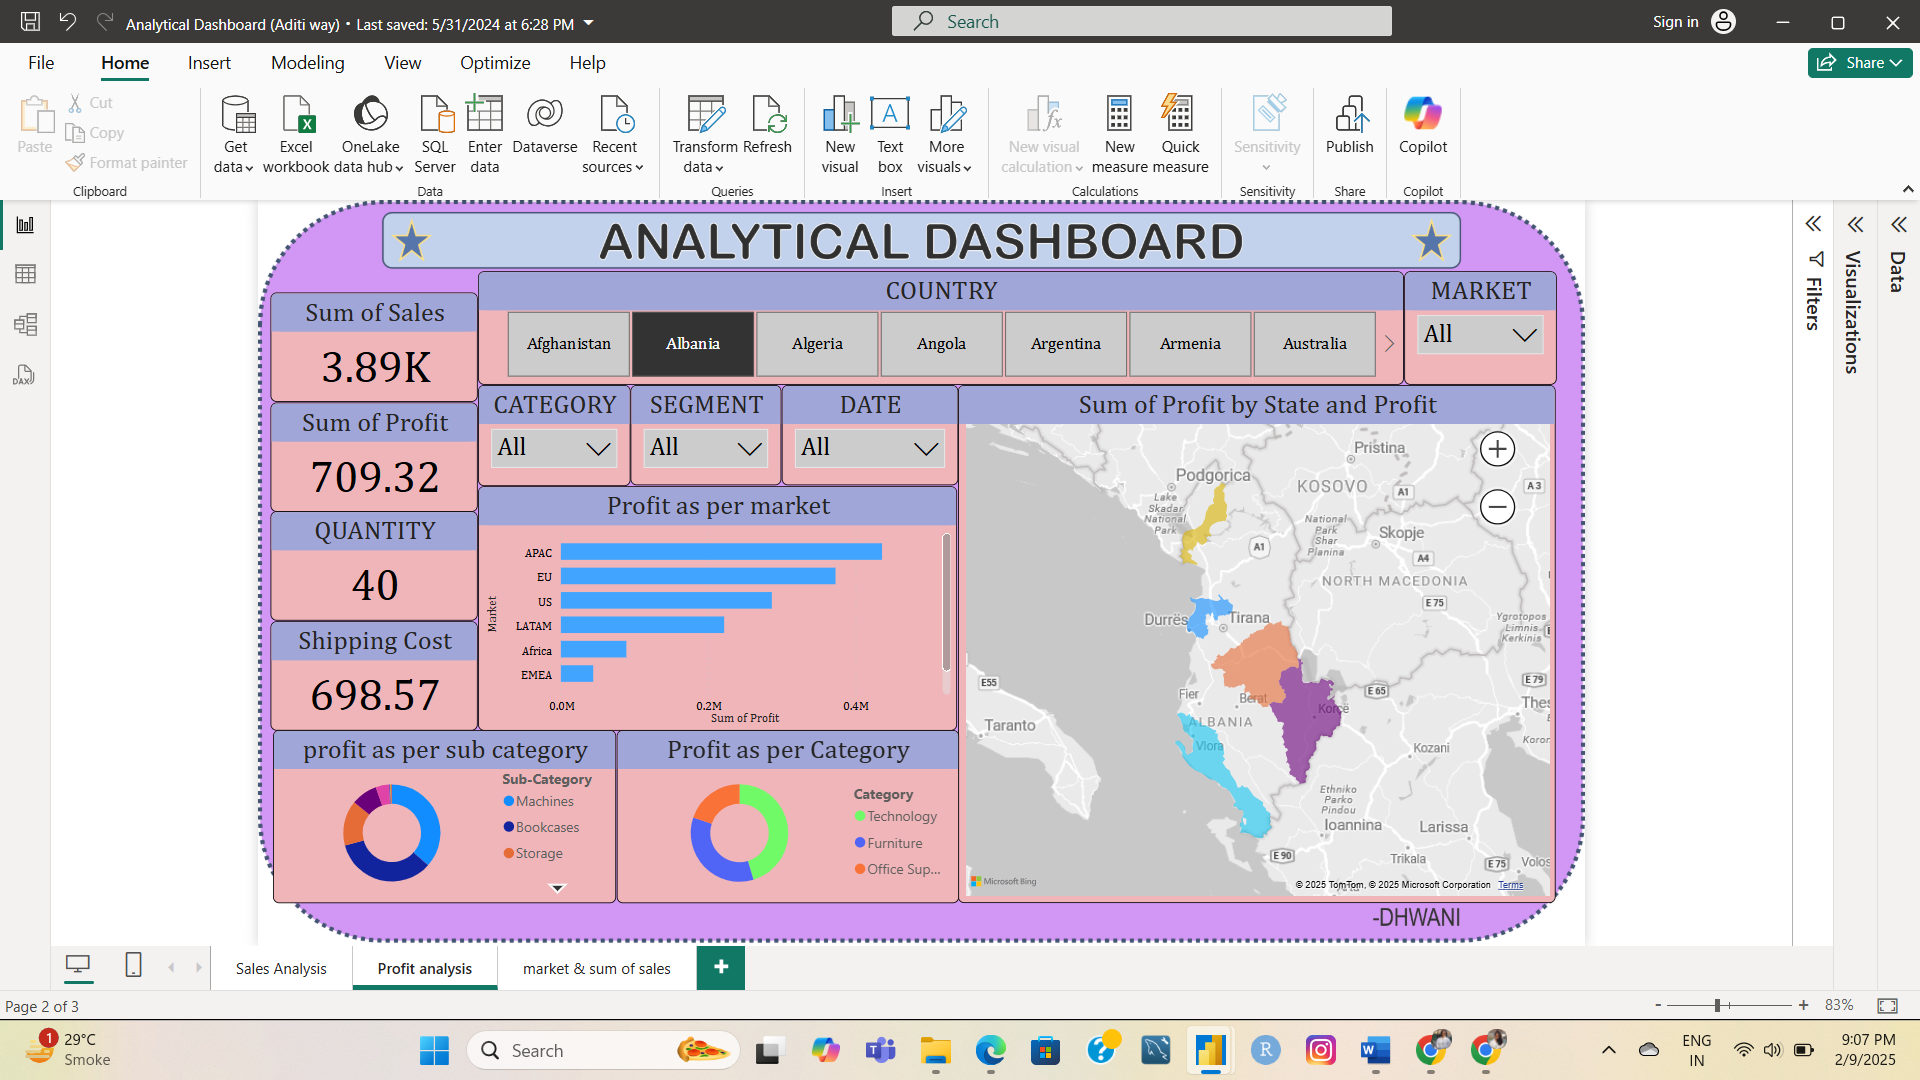 Analytical Dashboard (Aditi way) • Last saved: 5/31/2024 at 6:28 PM
Search
Sign in
File
Home
Insert
Modeling
View
Optimize
Help
Share
Paste
Cut
Copy
Format painter
Clipboard
Get data
Excel workbook
OneLake data hub
SQL Server
Enter data
Dataverse
Recent sources
Data
Transform data
Refresh
Queries
New visual
Text box
More visuals
Insert
New visual calculation
New measure
Quick measure
Calculations
Sensitivity
Sensitivity
Publish
Share
Copilot
Copilot
ANALYTICAL DASHBOARD
Sum of Sales
3.89K
Sum of Profit
709.32
QUANTITY
40
Shipping Cost
698.57
COUNTRY
Afghanistan
Albania
Algeria
Angola
Argentina
Armenia
Australia
MARKET
All
CATEGORY
All
SEGMENT
All
DATE
All
Profit as per market
Market
APAC
EU
US
LATAM
Africa
EMEA
0.0M
0.2M
0.4M
Sum of Profit
Sum of Profit by State and Profit
Pristina
Podgorica
KOSOVO
A1
A 3
Lake
Skadar
National
Park
National
Park
Shar
Planina
Skopje
A1
A4
NORTH MACEDONIA
E 75
Durrës
Tirana
Ygrotopos
Limnis
Kerkinis
E55
Fier
Berat
Korçë
E 65
E 79
Thes
ALBANIA
Taranto
Vlora
Koron
Kozani
Ethniko
Parko
Pindou
Ioannina
Larissa
E 90
Trikala
E75
Volos
Microsoft Bing
© 2025 TomTom, © 2025 Microsoft Corporation
Terms
profit as per sub category
Sub-Category
Machines
Bookcases
Storage
Profit as per Category
Category
Technology
Furniture
Office Sup...
-DHWANI
Filters
Visualizations
Data
DAX
Sales Analysis
Profit analysis
market & sum of sales
+
Page 2 of 3
- + 83%
1
29°C
Smoke
Search
ENG
IN
9:07 PM
2/9/2025